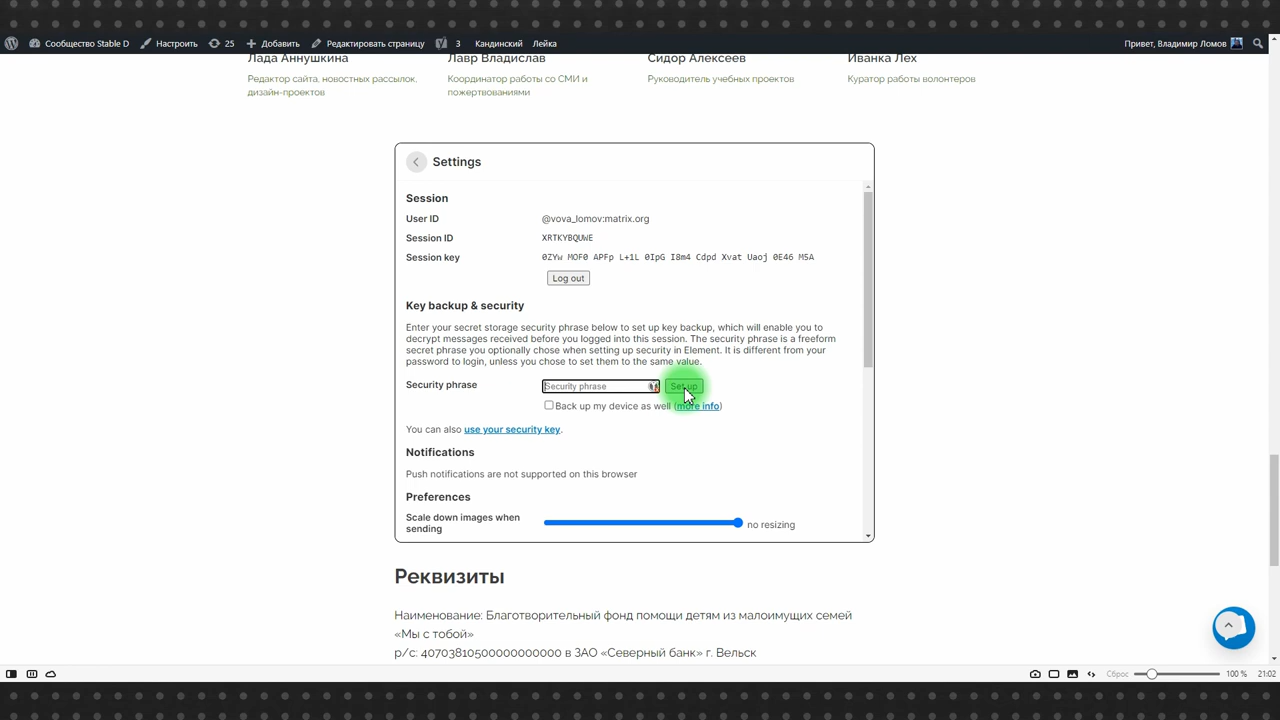 Сообщество Stable D Настроить 25 Добавить Редактировать страницу 3 Кандинский Лейка Привет, Владимир Ломов
Лада Аннушкина Лавр Владислав Сидор Алексеев Иванка Лех
Редактор сайта, новостных рассылок, Координатор работы со СМИ и Руководитель учебных проектов Куратор работы волонтеров
дизайн-проектов пожертвованиями
Settings
Session
User ID @vova_lomov:matrix.org
Session ID XRTKYBQUWE
Session key 0ZYw MOF0 APFp L+1L 0IpG I8m4 Cdpd Xvat Uaoj 0E46 M5A
Log out
Key backup & security
Enter your secret storage security phrase below to set up key backup, which will enable you to
decrypt messages received before you logged into this session. The security phrase is a freeform
secret phrase you optionally chose when setting up security in Element. It is different from your
password to login, unless you chose to set them to the same value.
Security phrase Security phrase Set up
Back up my device as well (more info)
You can also use your security key.
Notifications
Push notifications are not supported on this browser
Preferences
Scale down images when no resizing
sending
Реквизиты
Наименование: Благотворительный фонд помощи детям из малоимущих семей
«Мы с тобой»
р/с: 40703810500000000000 в ЗАО «Северный банк» г. Вельск
Сброс 100 % 21:02